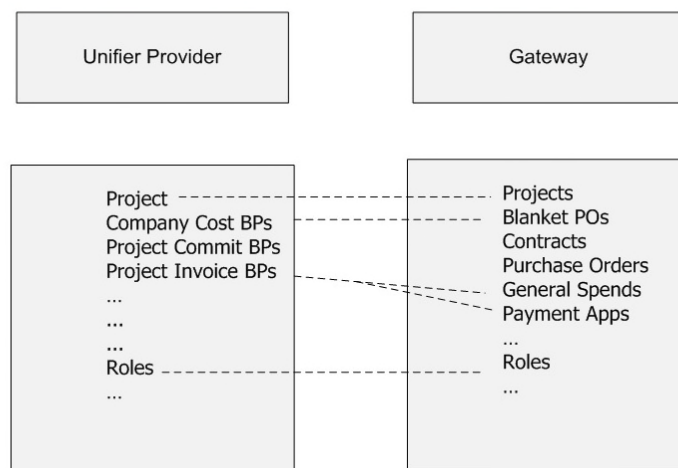 Unifier Provider
Gateway
Project
Company Cost BPs
Project Commit BPs
Project Invoice BPs
...
...
...
Roles
...
Projects
Blanket POs
Contracts
Purchase Orders
General Spends
Payment Apps
...
Roles
...